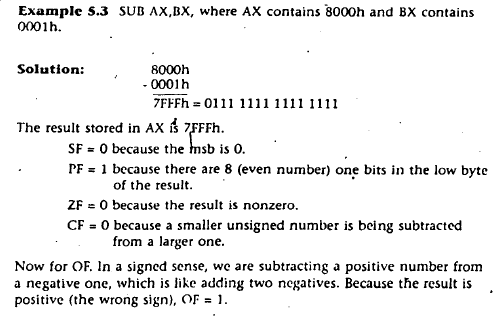 Example 5.3 SUB AX,BX, where AX contains 8000h and BX contains
0001h.
Solution: 8000h
- 0001h
7FFFh = 0111 1111 1111 1111
The result stored in AX is 7FFFh.
SF = 0 because the msb is 0.
PF = 1 because there are 8 (even number) one bits in the low byte
of the result.
ZF = 0 because the result is nonzero.
CF = 0 because a smaller unsigned number is being subtracted
from a larger one.
Now for OF. In a signed sense, we are subtracting a positive number from
a negative one, which is like adding two negatives. Because the result is
positive (the wrong sign), OF = 1.